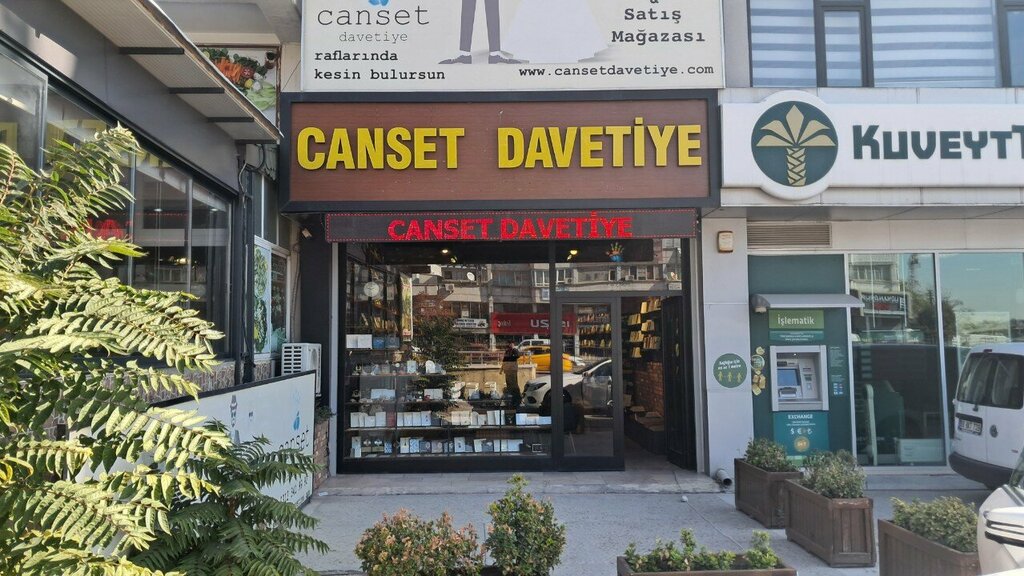 canset
davetiye
raflarında
kesin bulursun
&
Satış
Mağazası
www.cansetdavetiye.com
CANSET DAVETİYE
CANSET DAVETİYE
KUVEYT
İşlematik
EXCHANGE
canset